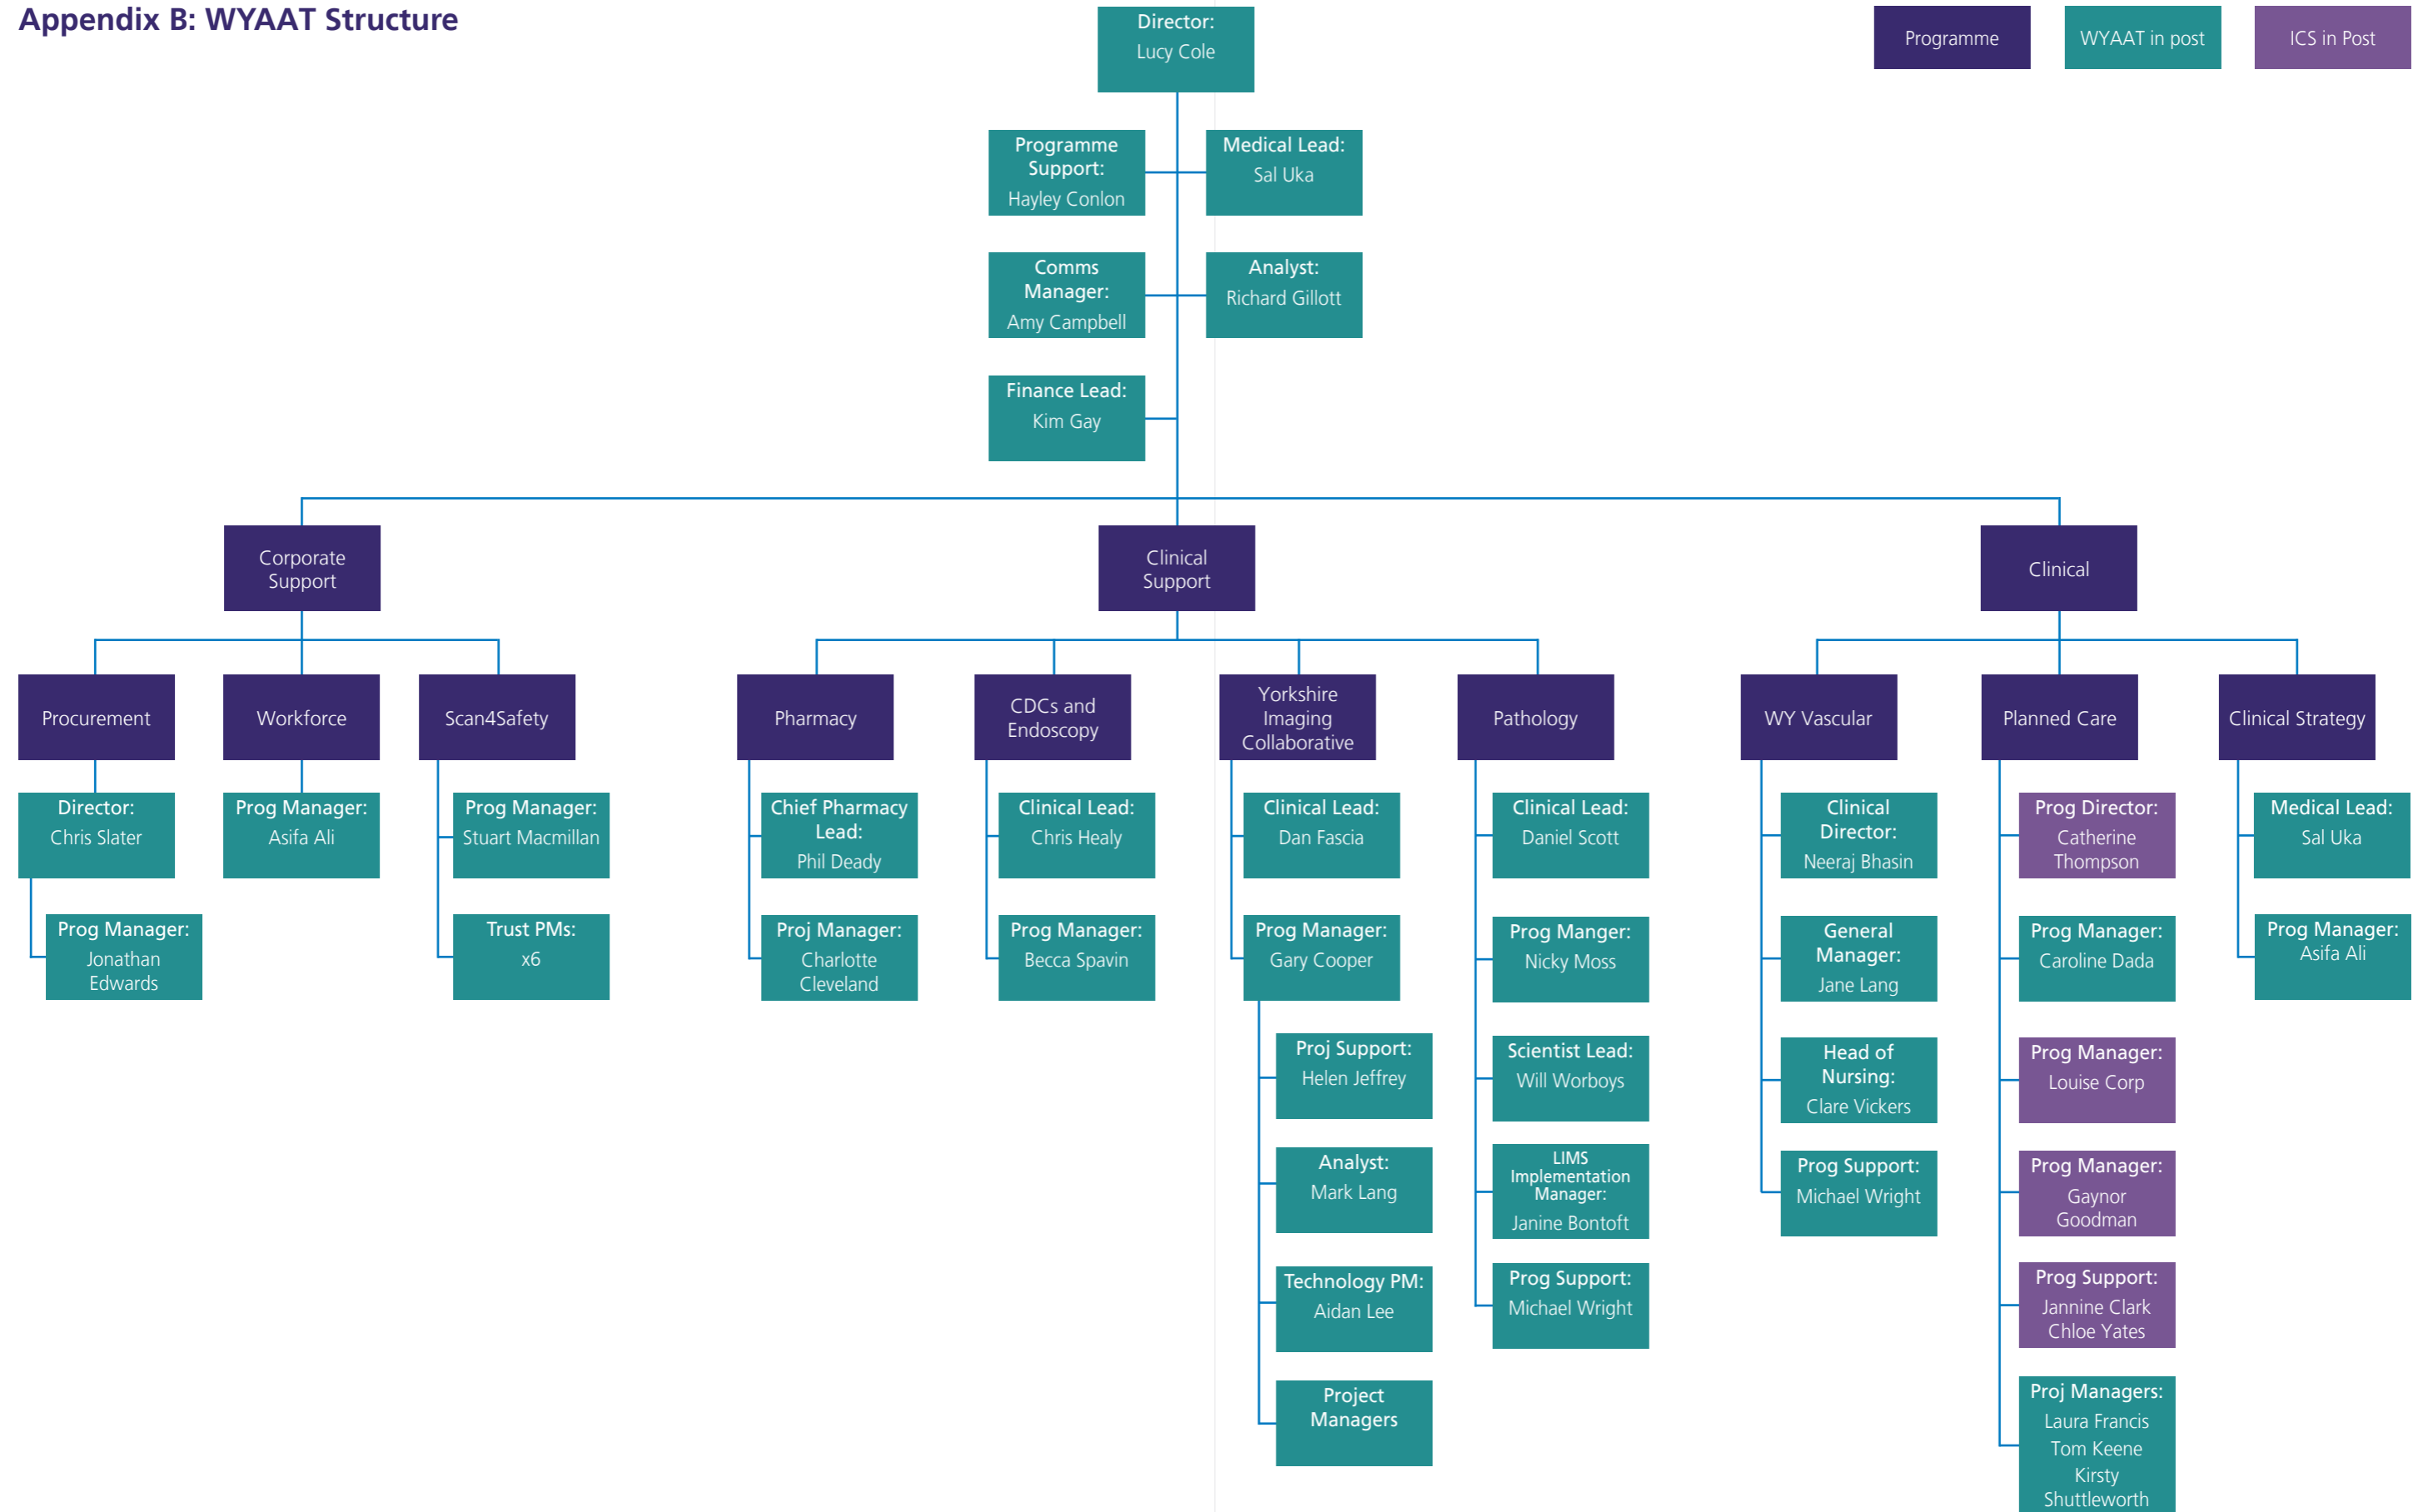 Appendix B: WYAAT Structure
Programme
WYAAT in post
ICS in Post
Director:
Lucy Cole
Programme
Support:
Hayley Conlon
Medical Lead:
Sal Uka
Comms
Manager:
Amy Campbell
Analyst:
Richard Gillott
Finance Lead:
Kim Gay
Corporate
Support
Clinical
Support
Clinical
Procurement
Workforce
Scan4Safety
Pharmacy
CDCs and
Endoscopy
Yorkshire
Imaging
Collaborative
Pathology
WY Vascular
Planned Care
Clinical Strategy
Director:
Chris Slater
Prog Manager:
Jonathan
Edwards
Prog Manager:
Asifa Ali
Prog Manager:
Stuart Macmillan
Trust PMs:
x6
Chief Pharmacy
Lead:
Phil Deady
Proj Manager:
Charlotte
Cleveland
Clinical Lead:
Chris Healy
Prog Manager:
Becca Spavin
Clinical Lead:
Dan Fascia
Prog Manager:
Gary Cooper
Proj Support:
Helen Jeffrey
Analyst:
Mark Lang
Technology PM:
Aidan Lee
Project
Managers
Clinical Lead:
Daniel Scott
Prog Manger:
Nicky Moss
Scientist Lead:
Will Worboys
LIMS
Implementation
Manager:
Janine Bontoft
Prog Support:
Michael Wright
Clinical
Director:
Neeraj Bhasin
General
Manager:
Jane Lang
Head of
Nursing:
Clare Vickers
Prog Support:
Michael Wright
Prog Director:
Catherine
Thompson
Prog Manager:
Caroline Dada
Prog Manager:
Louise Corp
Prog Manager:
Gaynor
Goodman
Prog Support:
Jannine Clark
Chloe Yates
Proj Managers:
Laura Francis
Tom Keene
Kirsty
Shuttleworth
Medical Lead:
Sal Uka
Prog Manager:
Asifa Ali